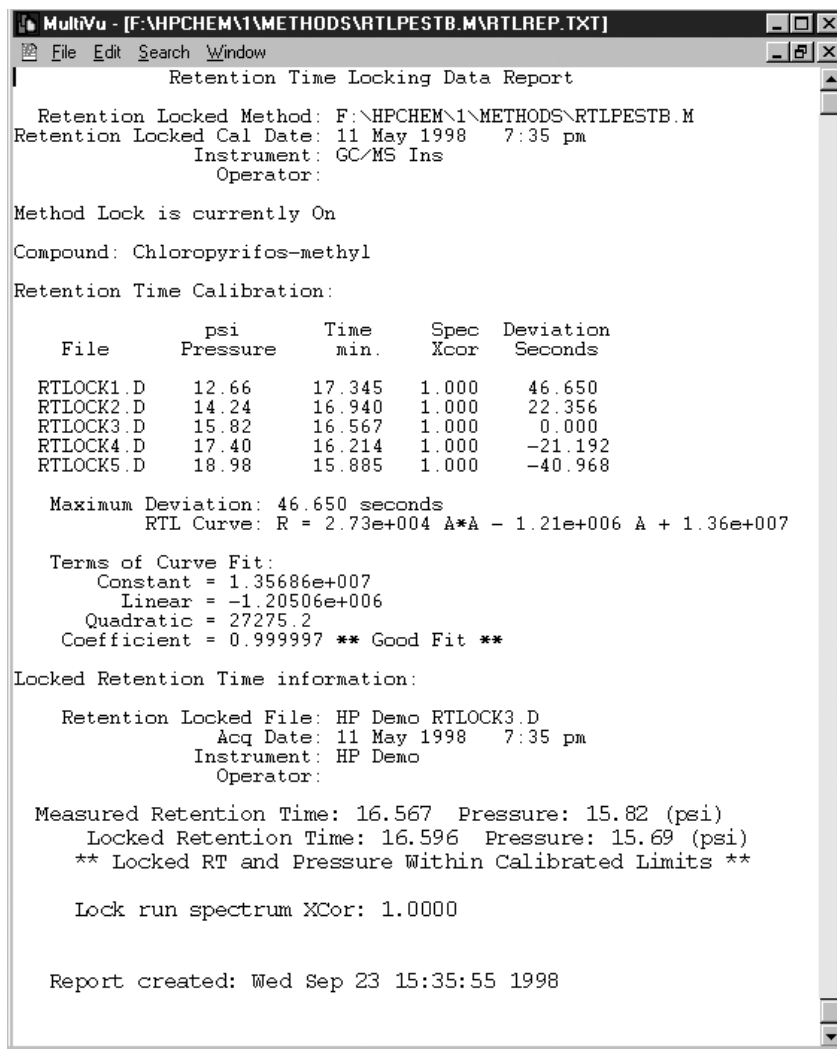 MultiVu - [F:\HPCHEM\1\METHODS\RTLPESTB.M\RTLREP.TXT]
File Edit Search Window
Retention Time Locking Data Report
Retention Locked Method: F:\HPCHEM\1\METHODS\RTLPESTB.M
Retention Locked Cal Date: 11 May 1998 7:35 pm
Instrument: GC/MS Ins
Operator:
Method Lock is currently On
Compound: Chloropyrifos-methyl
Retention Time Calibration:
psi Time Spec Deviation
File Pressure min. Xcor Seconds
RTLOCK1.D 12.66 17.345 1.000 46.650
RTLOCK2.D 14.24 16.940 1.000 22.356
RTLOCK3.D 15.82 16.567 1.000 0.000
RTLOCK4.D 17.40 16.214 1.000 -21.192
RTLOCK5.D 18.98 15.885 1.000 -40.968
Maximum Deviation: 46.650 seconds
RTL Curve: R = 2.73e+004 A*A - 1.21e+006 A + 1.36e+007
Terms of Curve Fit:
Constant = 1.35686e+007
Linear = -1.20506e+006
Quadratic = 27275.2
Coefficient = 0.999997 ** Good Fit **
Locked Retention Time information:
Retention Locked File: HP Demo RTLOCK3.D
Acq Date: 11 May 1998 7:35 pm
Instrument: HP Demo
Operator:
Measured Retention Time: 16.567 Pressure: 15.82 (psi)
Locked Retention Time: 16.596 Pressure: 15.69 (psi)
** Locked RT and Pressure Within Calibrated Limits **
Lock run spectrum XCor: 1.0000
Report created: Wed Sep 23 15:35:55 1998